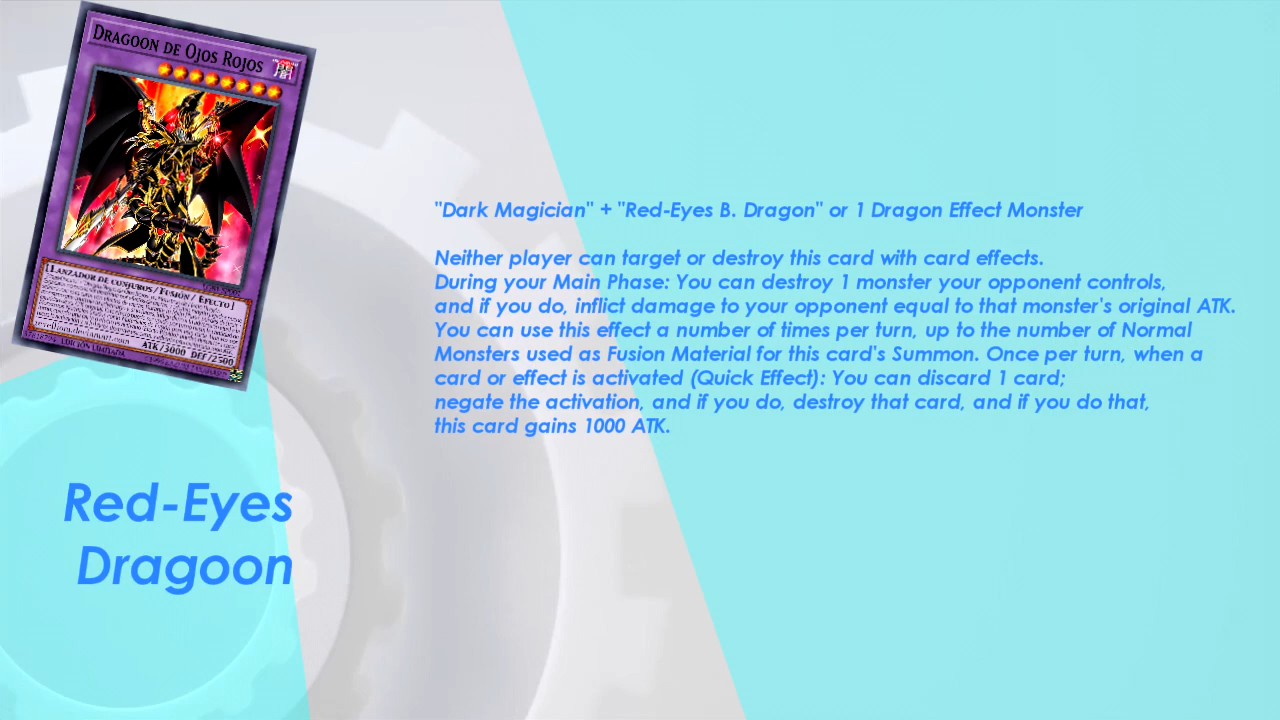 DRAGOON DE OJOS ROJOS
[LANZADOR DE CONJUROS / FUSIÓN / EFECTO]
ATK/3000 DEF/2500
EDICIÓN LIMITADA
"Dark Magician" + "Red-Eyes B. Dragon" or 1 Dragon Effect Monster
Neither player can target or destroy this card with card effects.
During your Main Phase: You can destroy 1 monster your opponent controls,
and if you do, inflict damage to your opponent equal to that monster's original ATK.
You can use this effect a number of times per turn, up to the number of Normal
Monsters used as Fusion Material for this card's Summon. Once per turn, when a
card or effect is activated (Quick Effect): You can discard 1 card;
negate the activation, and if you do, destroy that card, and if you do that,
this card gains 1000 ATK.
Red-Eyes
Dragoon